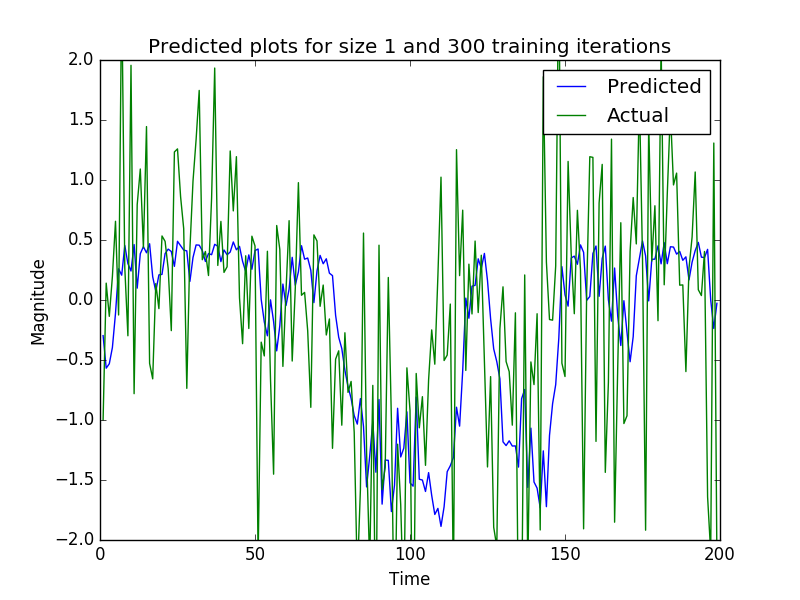 Predicted plots for size 1 and 300 training iterations
2.0
1.5
1.0
0.5
0.0
−0.5
−1.0
−1.5
−2.0
Magnitude
Predicted
Actual
0 50 100 150 200
Time